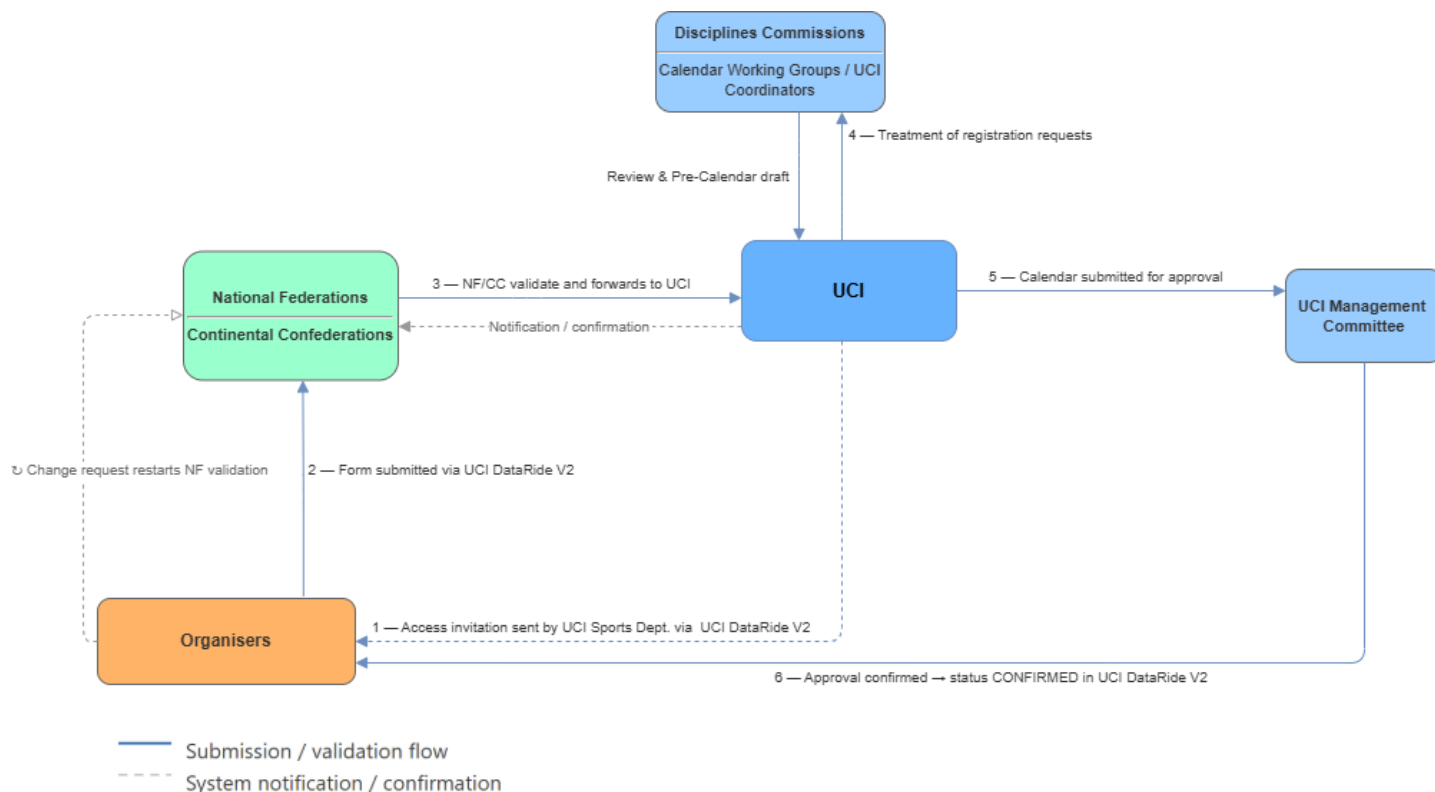 Disciplines Commissions
Calendar Working Groups / UCI
Coordinators
4 — Treatment of registration requests
Review & Pre-Calendar draft
National Federations
Continental Confederations
3 — NF/CC validate and forwards to UCI
Notification / confirmation
UCI
5 — Calendar submitted for approval
UCI Management
Committee
↻ Change request restarts NF validation
2 — Form submitted via UCI DataRide V2
Organisers
1 — Access invitation sent by UCI Sports Dept. via UCI DataRide V2
6 — Approval confirmed → status CONFIRMED in UCI DataRide V2
Submission / validation flow
System notification / confirmation